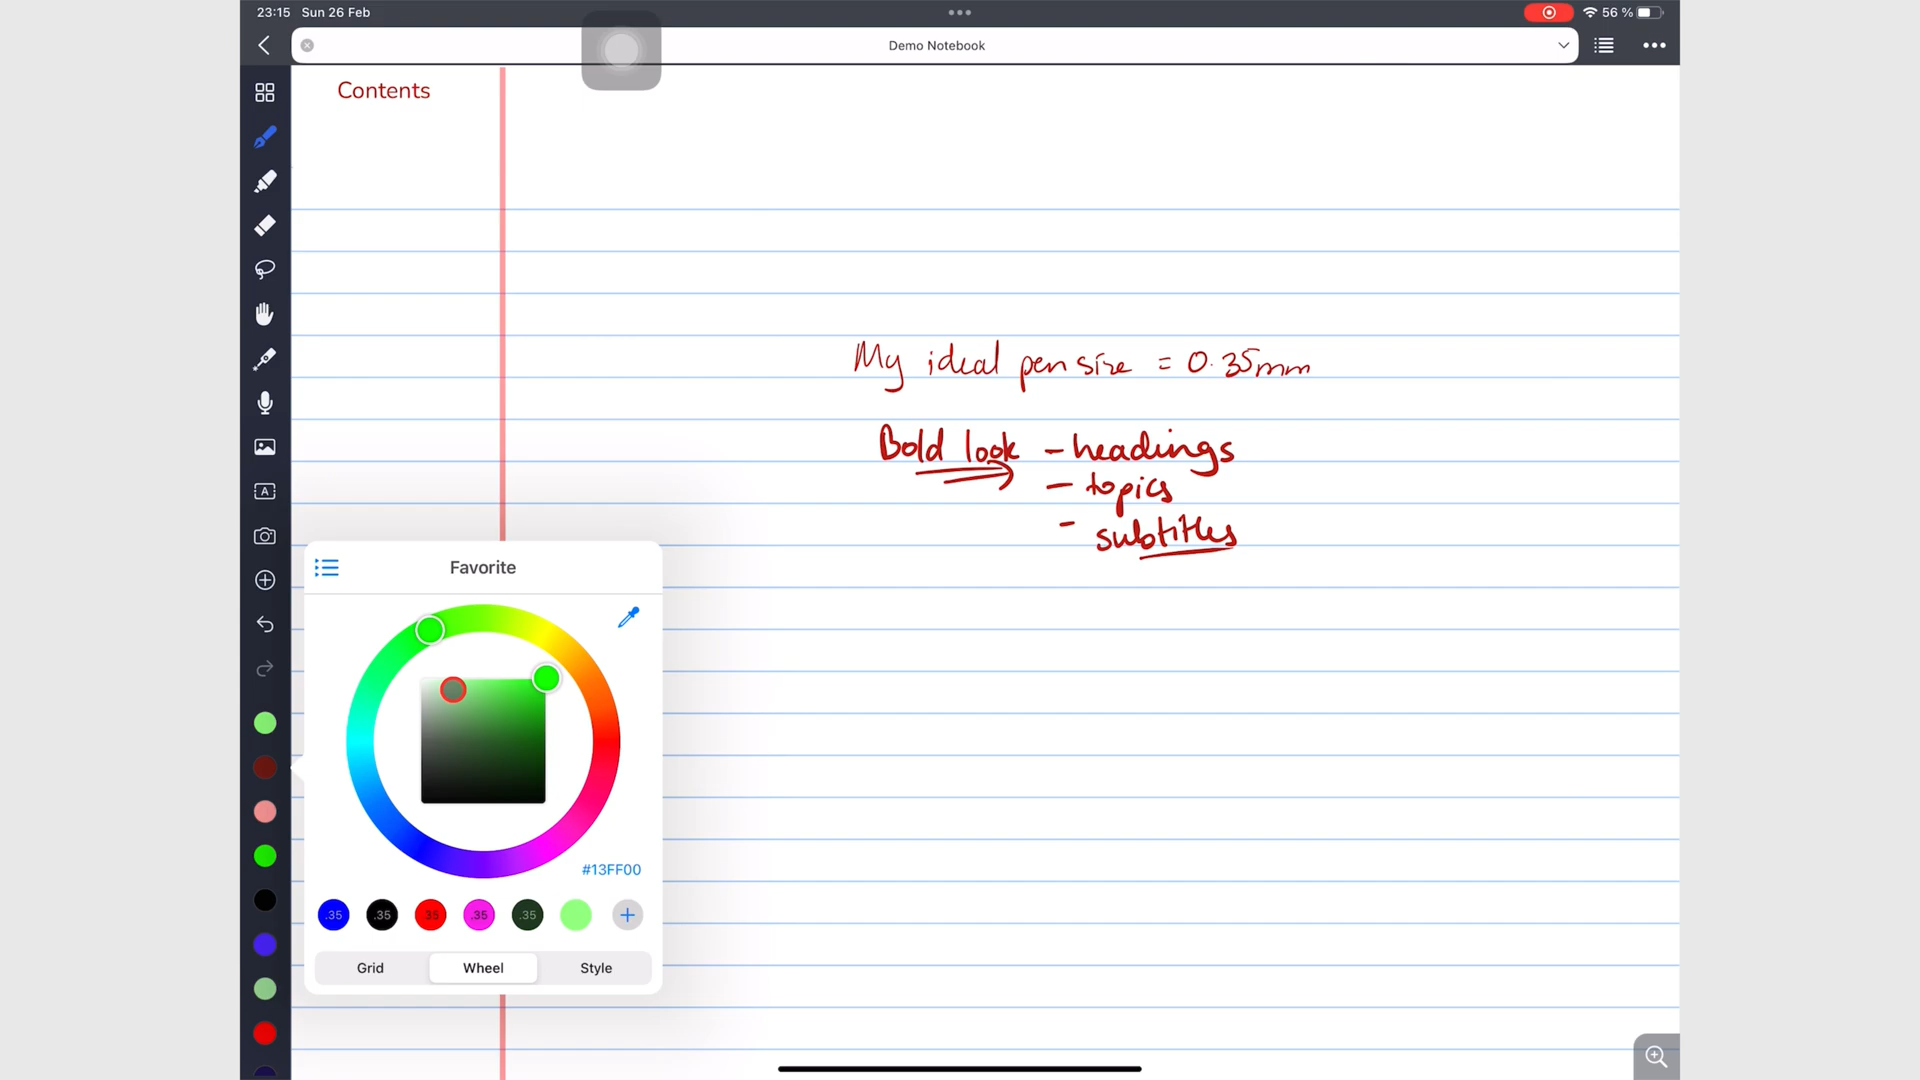 23:15 Sun 26 Feb
56 %
Demo Notebook
Contents
My ideal pen size = 0.35mm
Bold look - headings
- topics
- subtitles
Favorite
#13FF00
.35 .35 .35 .35 .35
Grid Wheel Style